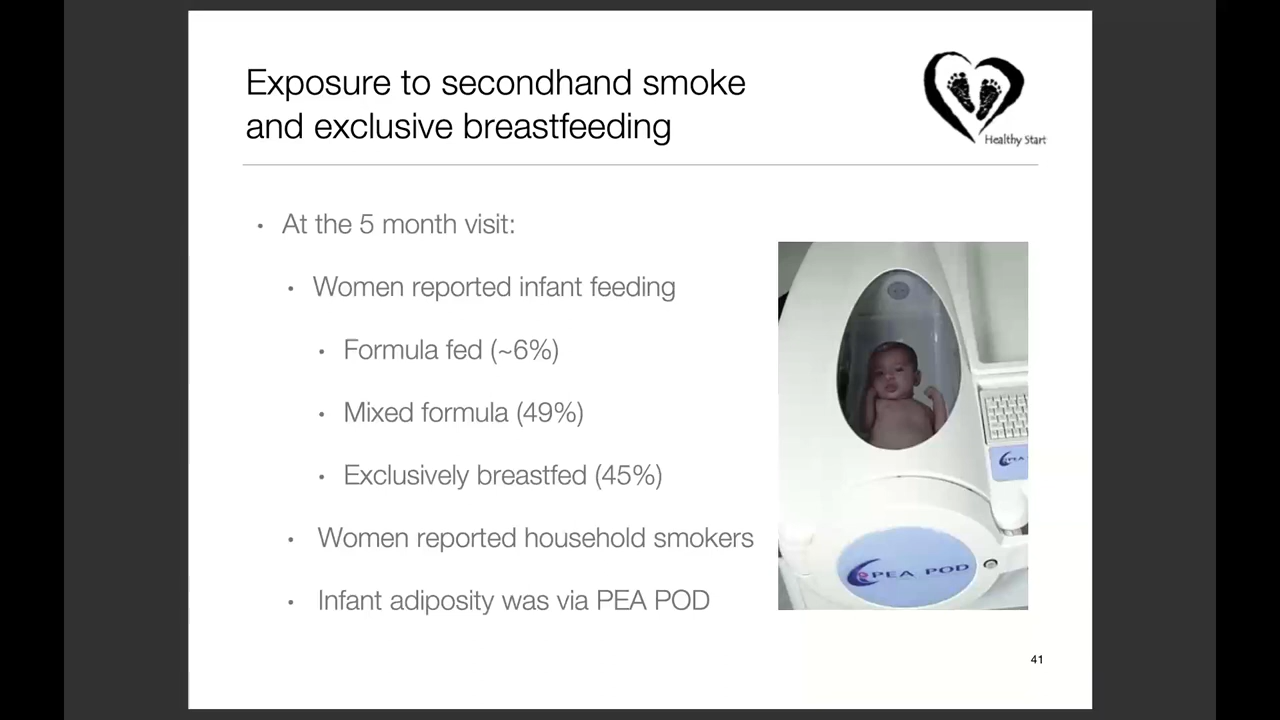 Exposure to secondhand smoke
and exclusive breastfeeding
Healthy Start
• At the 5 month visit:
• Women reported infant feeding
• Formula fed (~6%)
• Mixed formula (49%)
• Exclusively breastfed (45%)
• Women reported household smokers
• Infant adiposity was via PEA POD
PEA POD
41